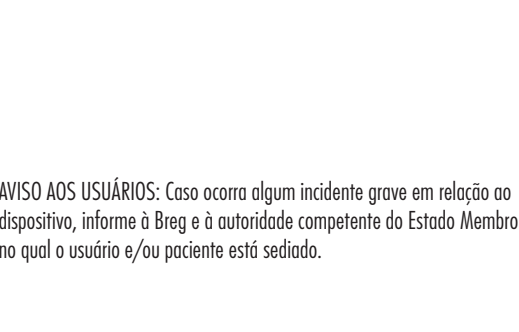 AVISO AOS USUÁRIOS: Caso ocorra algum incidente grave em relação ao
dispositivo, informe à Breg e à autoridade competente do Estado Membro
no qual o usuário e/ou paciente está sediado.